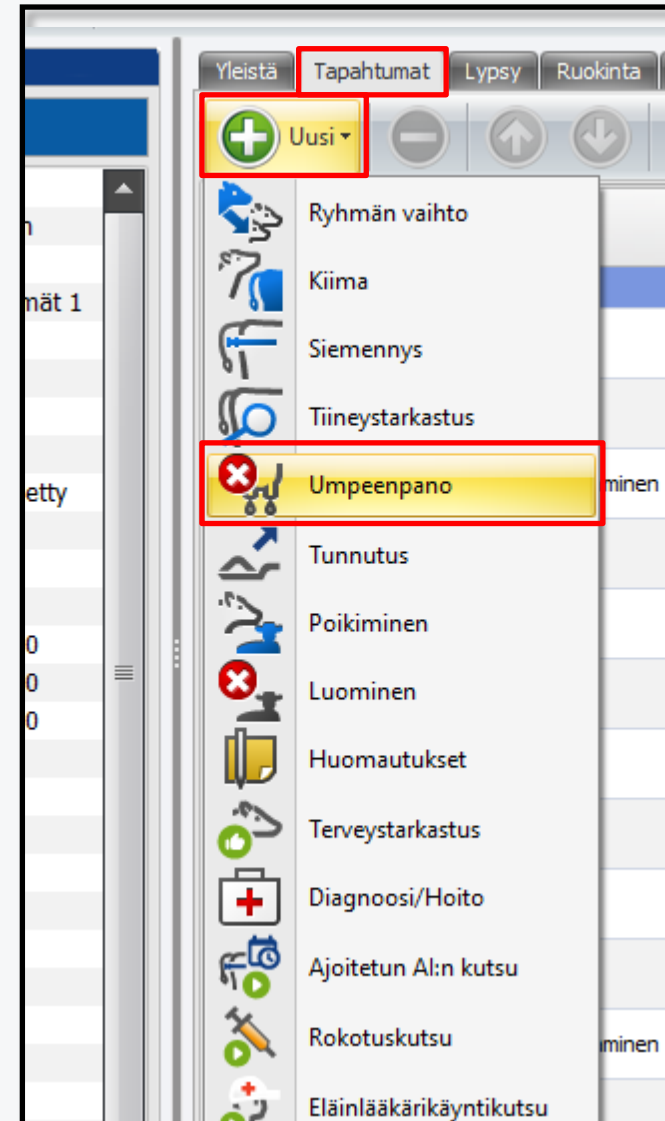 Yleistä Tapahtumat Lypsy Ruokinta
Uusi
mät 1
etty
0
0
0
Ryhmän vaihto
Kiima
Siemennys
Tiineystarkastus
Umpeenpano
minen
Tunnutus
Poikiminen
Luominen
Huomautukset
Terveystarkastus
Diagnoosi/Hoito
Ajoitetun AI:n kutsu
Rokotuskutsu
minen
Eläinlääkärikäyntikutsu